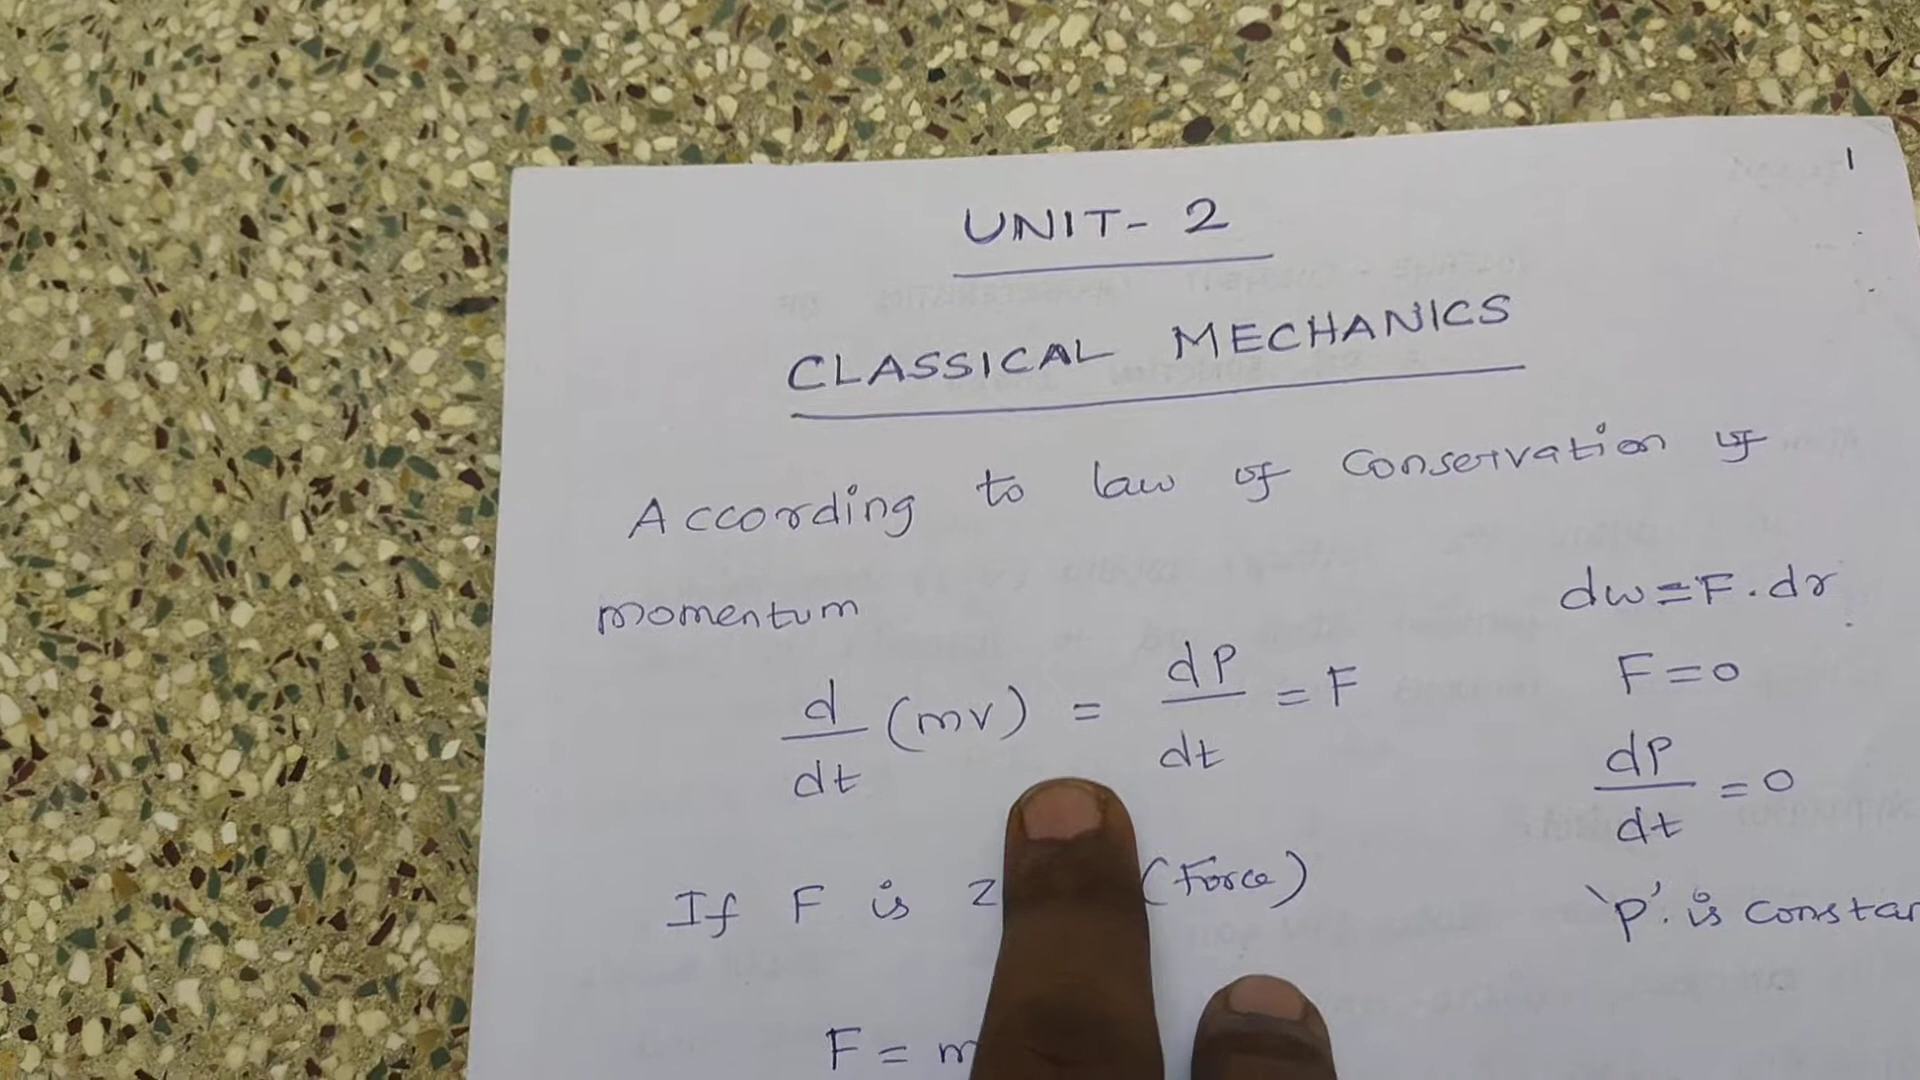 1
UNIT- 2
CLASSICAL MECHANICS
According to law of Conservation of
momentum
dw = F . dr
d/dt (mv) = dP/dt = F
F = 0
dP/dt = 0
If F is (Force)
'P' is
F = m